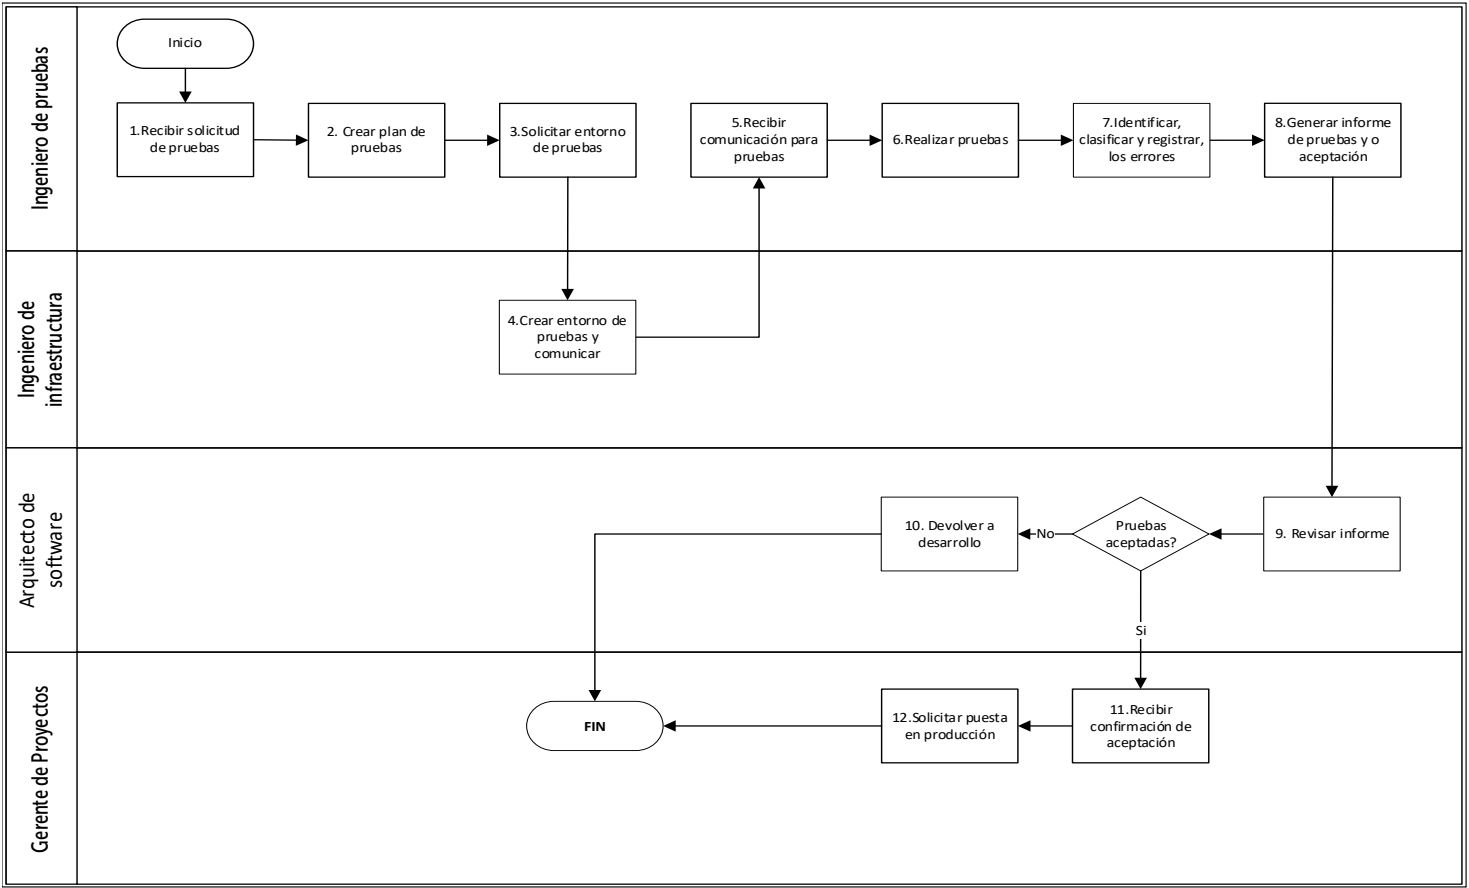 Ingeniero de pruebas
Inicio
1.Recibir solicitud
de pruebas
2. Crear plan de
pruebas
3.Solicitar entorno
de pruebas
5.Recibir
comunicación para
pruebas
6.Realizar pruebas
7.Identificar,
clasificar y registrar,
los errores
8.Generar informe
de pruebas y o
aceptación
Ingeniero de
infraestructura
4.Crear entorno de
pruebas y
comunicar
Arquitecto de
software
10. Devolver a
desarrollo
No
Pruebas
aceptadas?
9. Revisar informe
Si
Gerente de Proyectos
FIN
12.Solicitar puesta
en producción
11.Recibir
confirmación de
aceptación